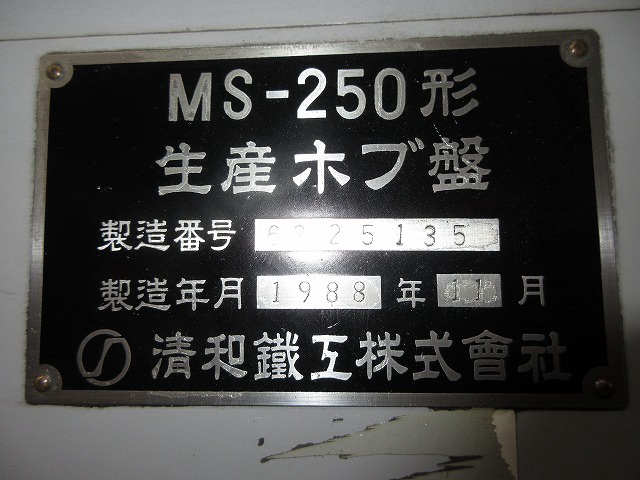 MS-250形
生産ホブ盤
製造番号
製造年月 1988 年 11 月
清和鐵工株式會社